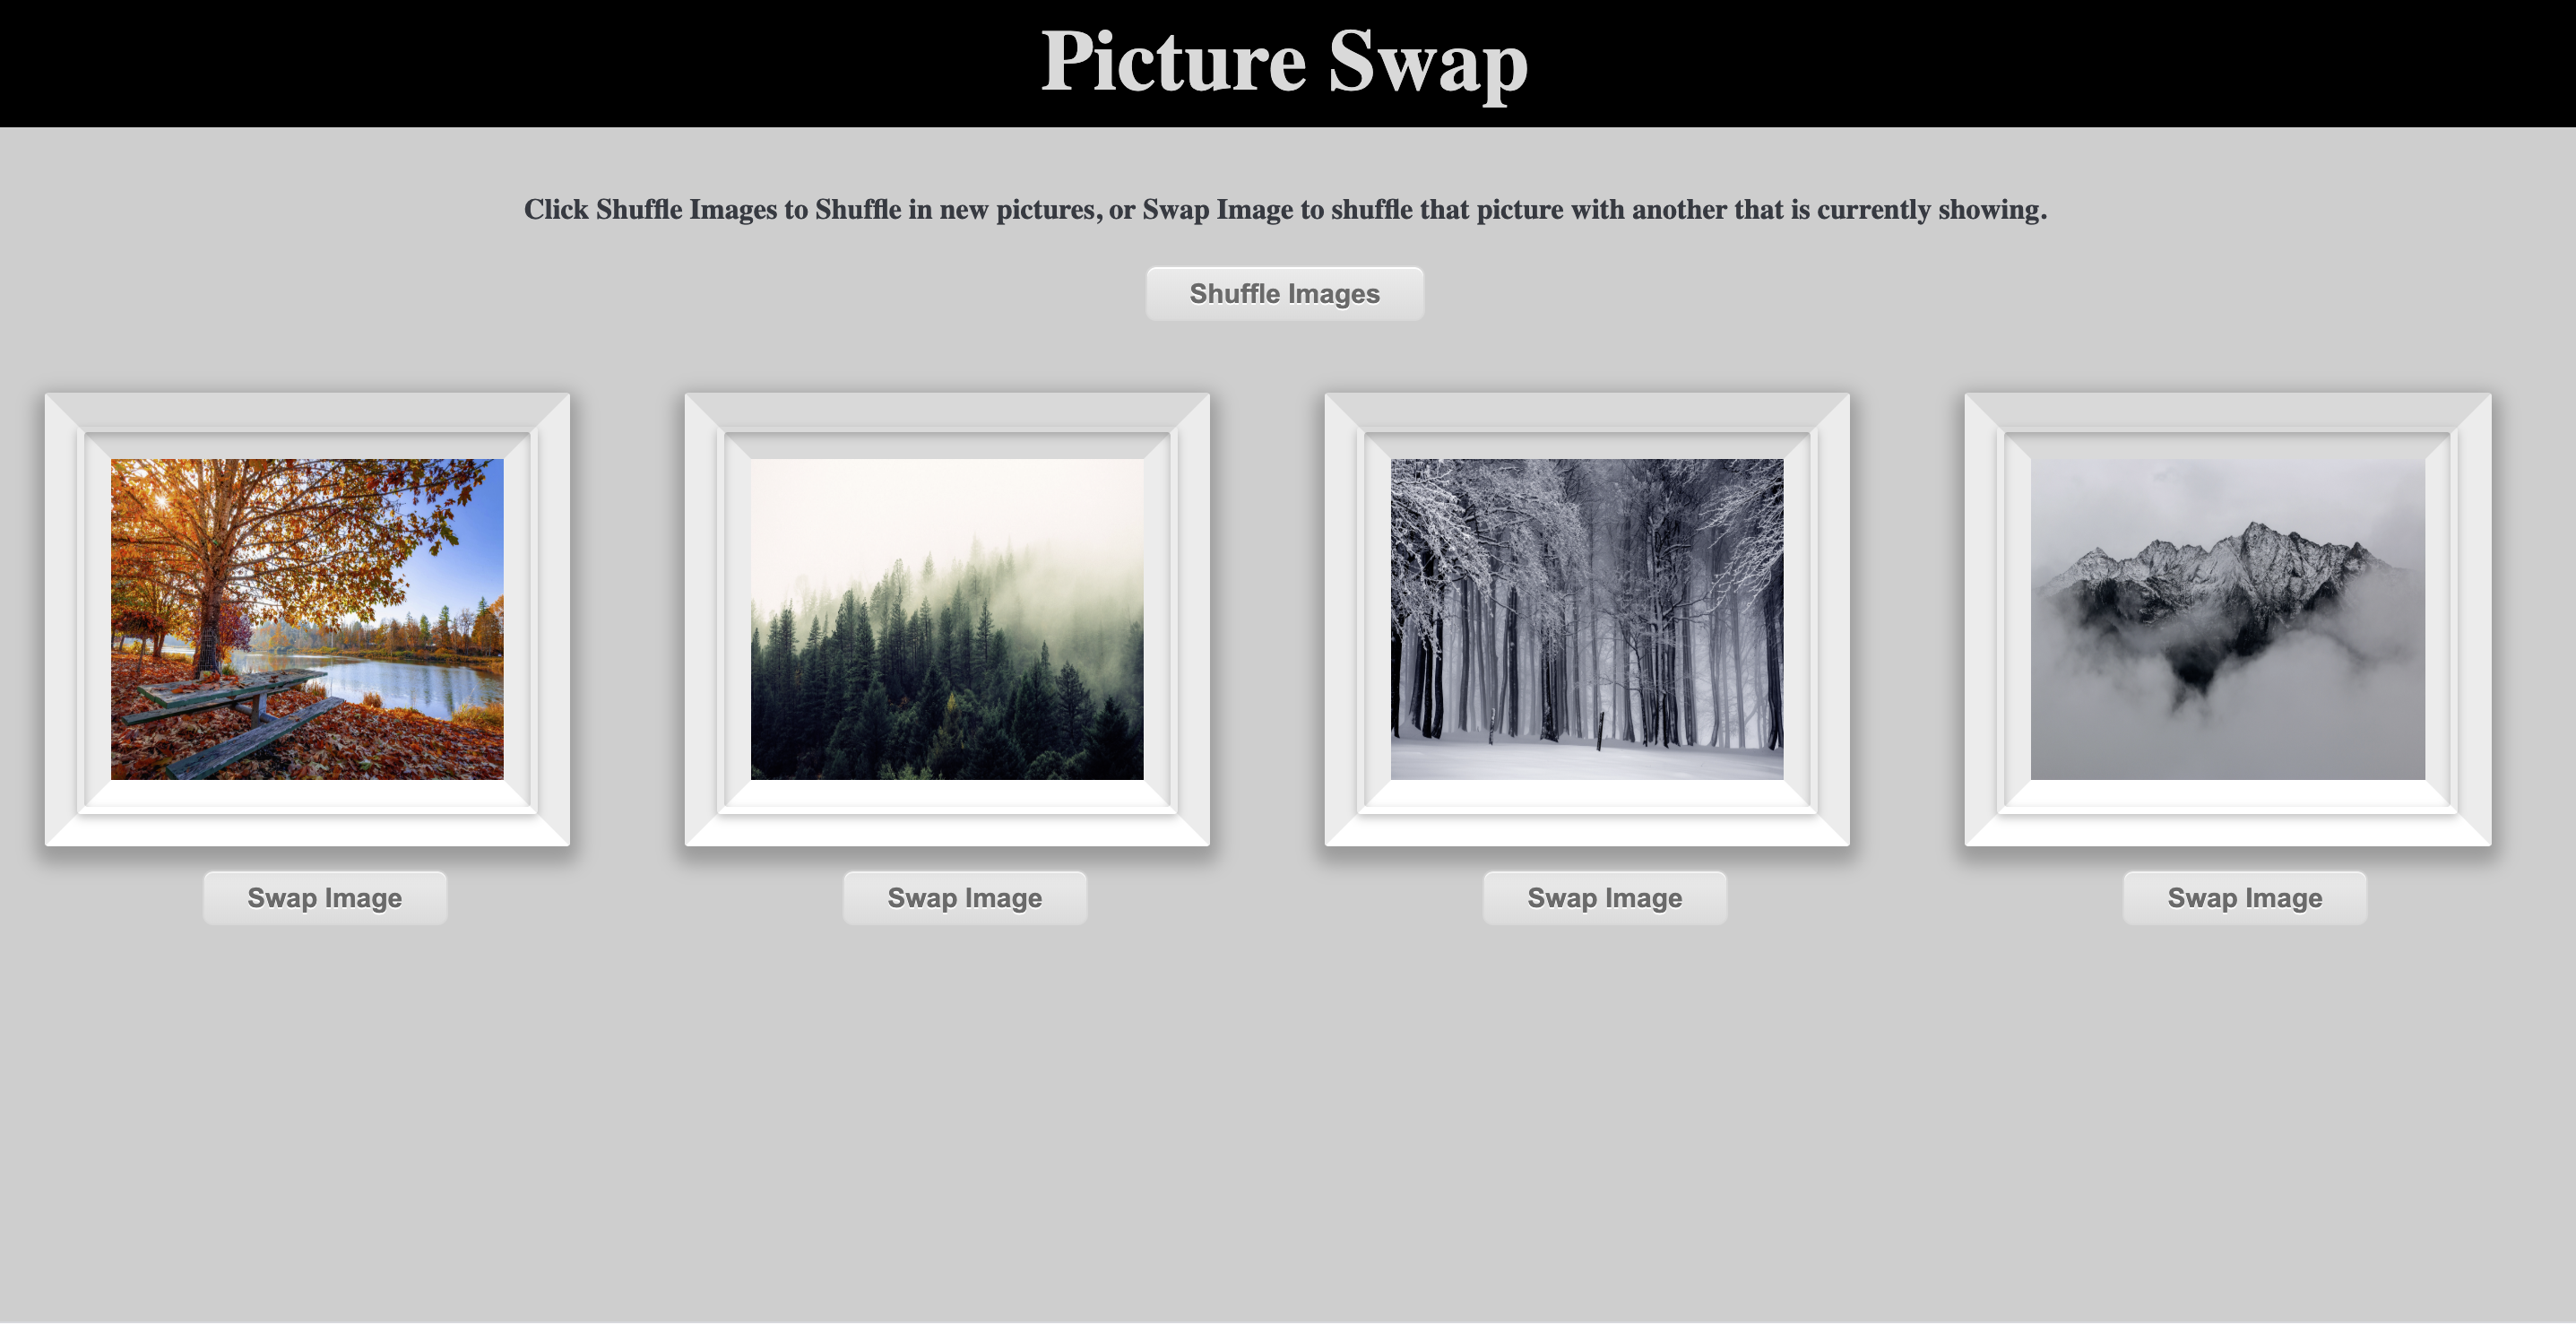 Picture Swap
Click Shuffle Images to Shuffle in new pictures, or Swap Image to shuffle that picture with another that is currently showing.
Shuffle Images
Swap Image
Swap Image
Swap Image
Swap Image